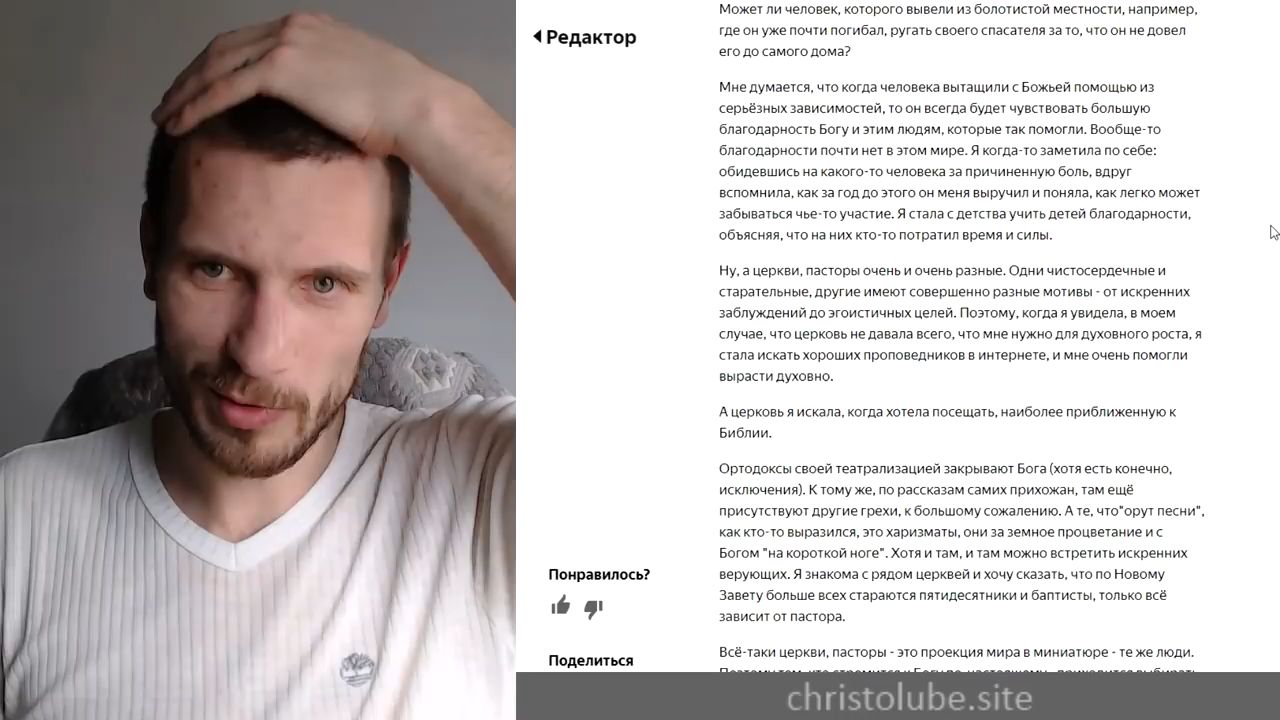 Может ли человек, которого вывели из болотистой местности, например,
где он уже почти погибал, ругать своего спасателя за то, что он не довел
его до самого дома?
Редактор
Мне думается, что когда человека вытащили с Божьей помощью из
серьёзных зависимостей, то он всегда будет чувствовать большую
благодарность Богу и этим людям, которые так помогли. Вообще-то
благодарности почти нет в этом мире. Я когда-то заметила по себе:
обидевшись на какого-то человека за причиненную боль, вдруг
вспомнила, как за год до этого он меня выручил и поняла, как легко может
забываться чье-то участие. Я стала с детства учить детей благодарности,
объясняя, что на них кто-то потратил время и силы.
Ну, а церкви, пасторы очень и очень разные. Одни чистосердечные и
старательные, другие имеют совершенно разные мотивы - от искренних
заблуждений до эгоистичных целей. Поэтому, когда я увидела, в моем
случае, что церковь не давала всего, что мне нужно для духовного роста, я
стала искать хороших проповедников в интернете, и мне очень помогли
вырасти духовно.
А церковь я искала, когда хотела посещать, наиболее приближенную к
Библии.
Ортодоксы своей театрализацией закрывают Бога (хотя есть конечно,
исключения). К тому же, по рассказам самих прихожан, там ещё
присутствуют другие грехи, к большому сожалению. А те, что"орут песни",
как кто-то выразился, это харизматы, они за земное процветание и с
Богом "на короткой ноге". Хотя и там, и там можно встретить искренних
верующих. Я знакома с рядом церквей и хочу сказать, что по Новому
Завету больше всех стараются пятидесятники и баптисты, только всё
зависит от пастора.
Понравилось?
Всё-таки церкви, пасторы - это проекция мира в миниатюре - те же люди.
Поделиться
christolube.site